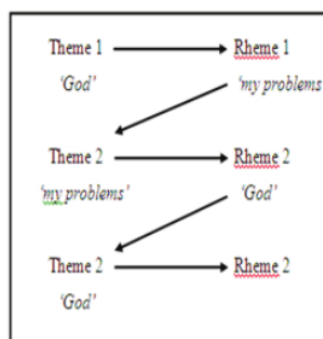 Theme 1 Rheme 1
‘God’ ‘my problems
Theme 2 Rheme 2
‘my problems’ ‘God’
Theme 2 Rheme 2
‘God’